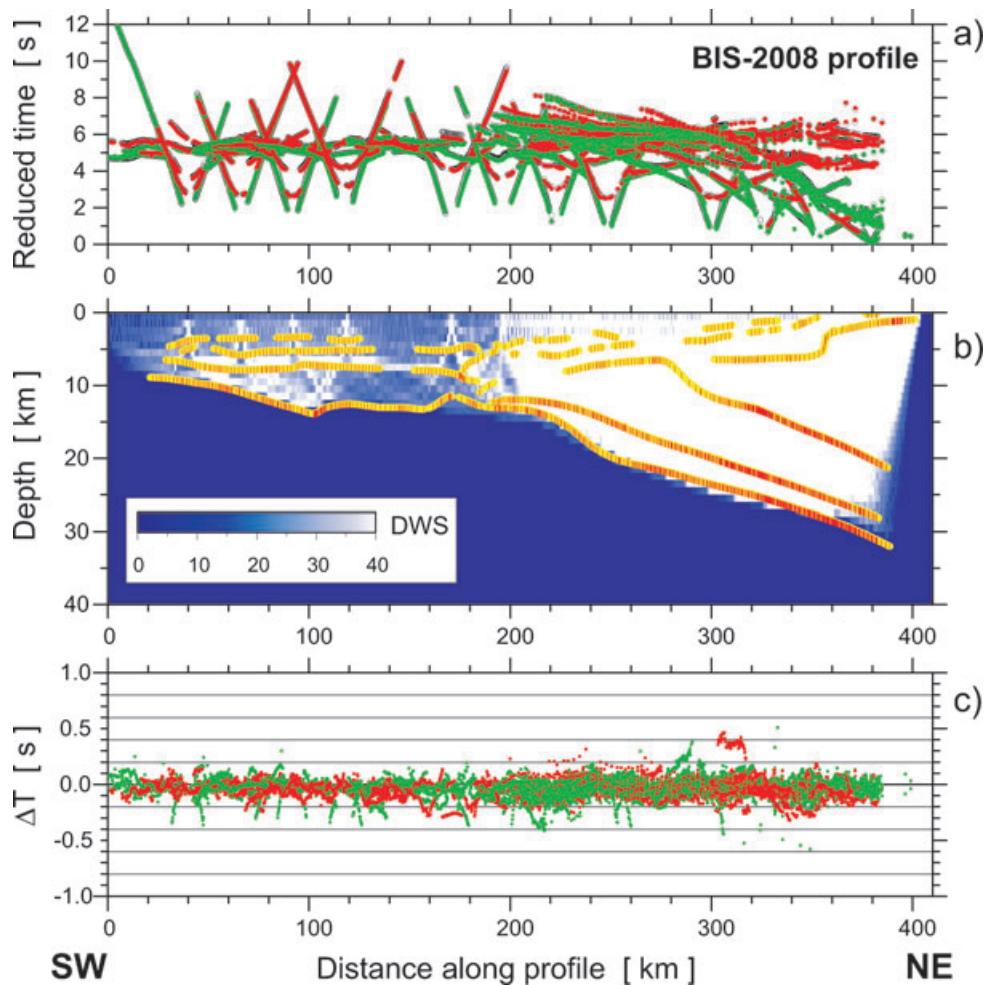 a)
BIS-2008 profile
Reduced time [ s ]
12
10
8
6
4
2
0
0 100 200 300 400
b)
Depth [ km ]
0
10
20
30
40
DWS
0 10 20 30 40
0 100 200 300 400
c)
ΔT [ s ]
1.0
0.5
0.0
-0.5
-1.0
0 100 200 300 400
SW Distance along profile [ km ] NE